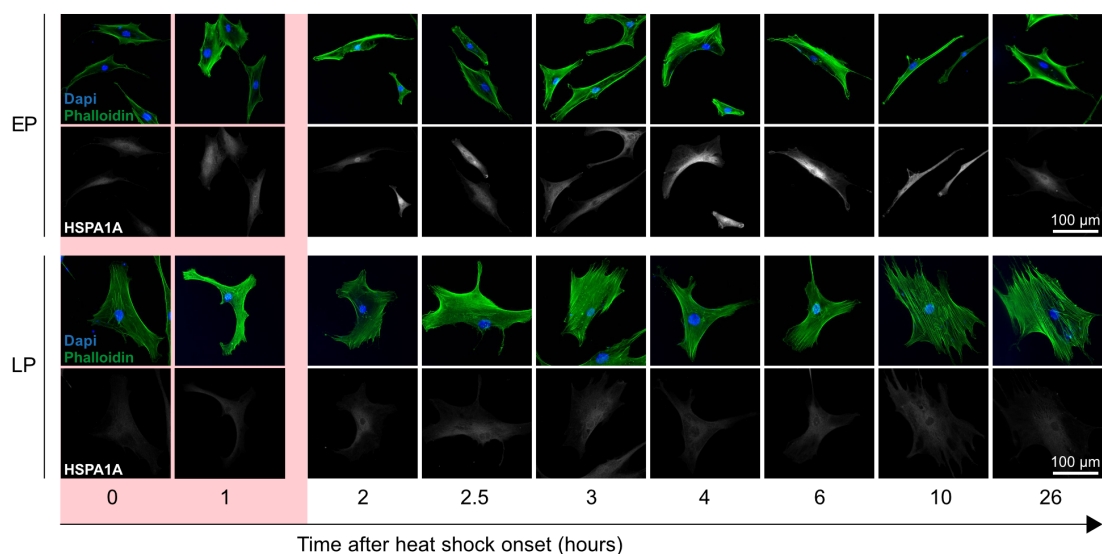 EP
Dapi
Phalloidin
HSPA1A
100 µm
LP
Dapi
Phalloidin
HSPA1A
100 µm
0 1 2 2.5 3 4 6 10 26
Time after heat shock onset (hours)